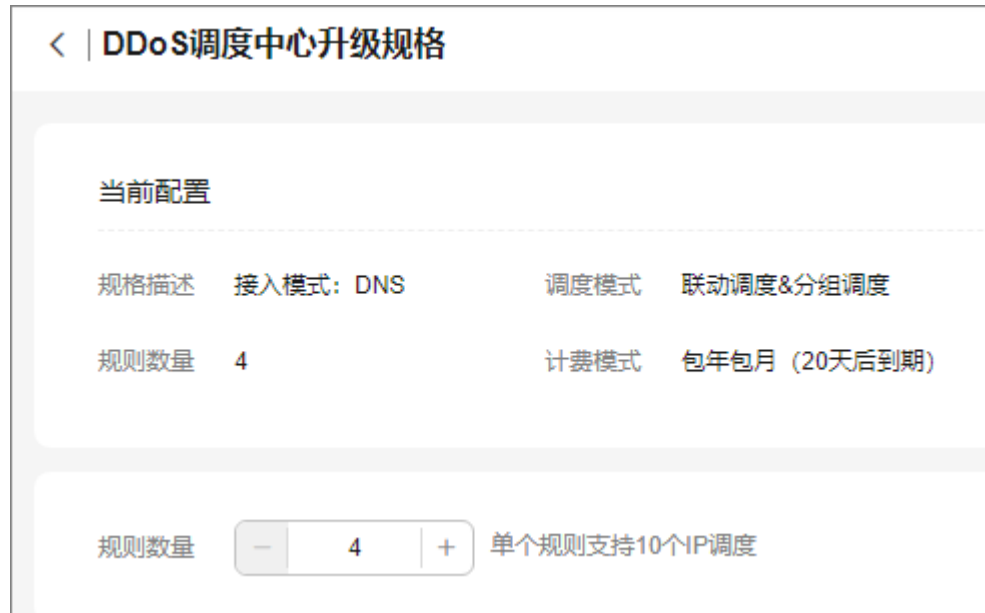 DDoS调度中心升级规格
当前配置
规格描述 接入模式：DNS 调度模式 联动调度&分组调度
规则数量 4 计费模式 包年包月（20天后到期）
规则数量 － 4 + 单个规则支持10个IP调度